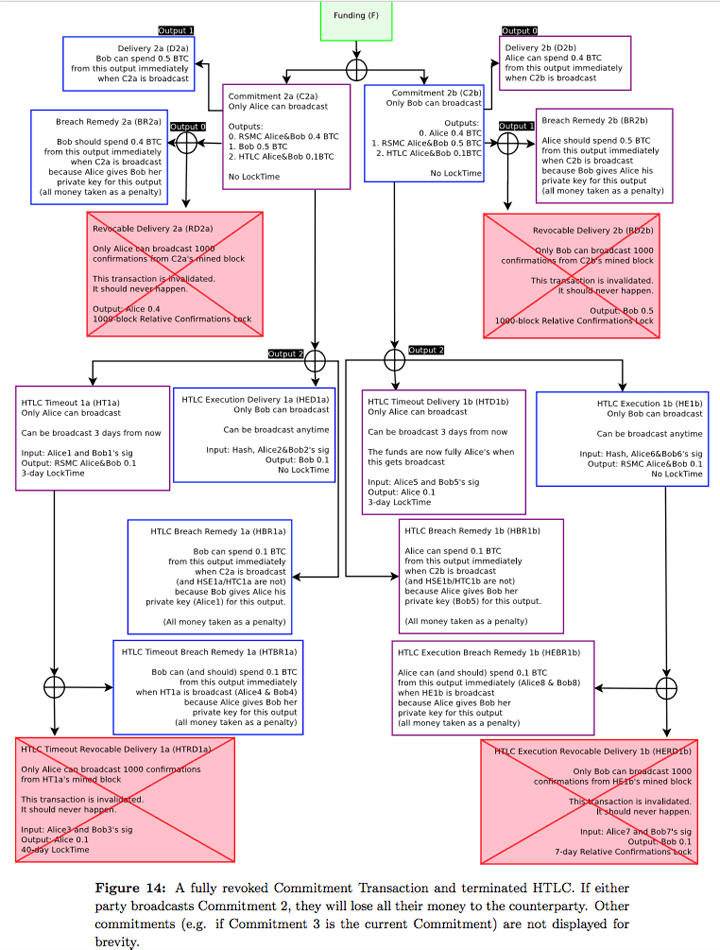 Funding (F)
Output 1
Delivery 2a (D2a)
Bob can spend 0.5 BTC
from this output immediately
when C2a is broadcast
Output 0
Delivery 2b (D2b)
Alice can spend 0.4 BTC
from this output immediately
when C2b is broadcast
Commitment 2a (C2a)
Only Alice can broadcast
Outputs:
0. RSMC Alice&Bob 0.4 BTC
1. Bob 0.5 BTC
2. HTLC Alice&Bob 0.1BTC
No LockTime
Commitment 2b (C2b)
Only Bob can broadcast
Outputs:
0. Alice 0.4 BTC
1. RSMC Alice&Bob 0.5 BTC
2. HTLC Alice&Bob 0.1BTC
No LockTime
Breach Remedy 2a (BR2a)
Bob should spend 0.4 BTC
from this output immediately
when C2a is broadcast
because Alice gives Bob her
private key for this output
(all money taken as a penalty)
Output 0
Output 1
Breach Remedy 2b (BR2b)
Alice should spend 0.5 BTC
from this output immediately
when C2b is broadcast
because Bob gives Alice his
private key for this output
(all money taken as a penalty)
Revocable Delivery 2a (RD2a)
Only Alice can broadcast 1000
confirmations from C2a's mined block
This transaction is invalidated.
It should never happen.
Output: Alice 0.4
1000-block Relative Confirmations Lock
Revocable Delivery 2b (RD2b)
Only Bob can broadcast 1000
confirmations from C2b's mined block
This transaction is invalidated.
It should never happen.
Output: Bob 0.5
1000-block Relative Confirmations Lock
Output 2
Output 2
HTLC Timeout 1a (HT1a)
Only Alice can broadcast
Can be broadcast 3 days from now
Input: Alice1 and Bob1's sig
Output: RSMC Alice&Bob 0.1
3-day LockTime
HTLC Execution Delivery 1a (HED1a)
Only Bob can broadcast
Can be broadcast anytime
Input: Hash, Alice2&Bob2's sig
Output: Bob 0.1
No LockTime
HTLC Timeout Delivery 1b (HTD1b)
Only Alice can broadcast
Can be broadcast 3 days from now
The funds are now fully Alice's when
this gets broadcast
Input: Alice5 and Bob5's sig
Output: Alice 0.1
3-day LockTime
HTLC Execution 1b (HE1b)
Only Bob can broadcast
Can be broadcast anytime
Input: Hash, Alice6&Bob6's sig
Output: RSMC Alice&Bob 0.1
No LockTime
HTLC Breach Remedy 1a (HBR1a)
Bob can spend 0.1 BTC
from this output immediately
when C2a is broadcast
(and HSE1a/HTC1a are not)
because Bob gives Alice his
private key (Alice1) for this output.
(All money taken as a penalty)
HTLC Breach Remedy 1b (HBR1b)
Alice can spend 0.1 BTC
from this output immediately
when C2b is broadcast
(and HSE1b/HTC1b are not)
because Alice gives Bob her
private key (Bob5) for this output.
(All money taken as a penalty)
HTLC Timeout Breach Remedy 1a (HTBR1a)
Bob can (and should) spend 0.1 BTC
from this output immediately
when HT1a is broadcast (Alice4 & Bob4)
because Alice gives Bob her
private key for this output
(all money taken as a penalty)
HTLC Execution Breach Remedy 1b (HEBR1b)
Alice can (and should) spend 0.1 BTC
from this output immediately (Alice8 & Bob8)
when HE1b is broadcast
because Alice gives Bob her
private key for this output
(all money taken as a penalty)
HTLC Timeout Revocable Delivery 1a (HTRD1a)
Only Alice can broadcast 1000 confirmations
from HT1a's mined block
This transaction is invalidated.
It should never happen.
Input: Alice3 and Bob3's sig
Output: Alice 0.1
40-day LockTime
HTLC Execution Revocable Delivery 1b (HERD1b)
Only Bob can broadcast 1000
confirmations from HE1b's mined block
This transaction is invalidated.
It should never happen.
Input: Alice7 and Bob7's sig
Output: Bob 0.1
7-day Relative Confirmations Lock
Figure 14: A fully revoked Commitment Transaction and terminated HTLC. If either
party broadcasts Commitment 2, they will lose all their money to the counterparty. Other
commitments (e.g. if Commitment 3 is the current Commitment) are not displayed for
brevity.